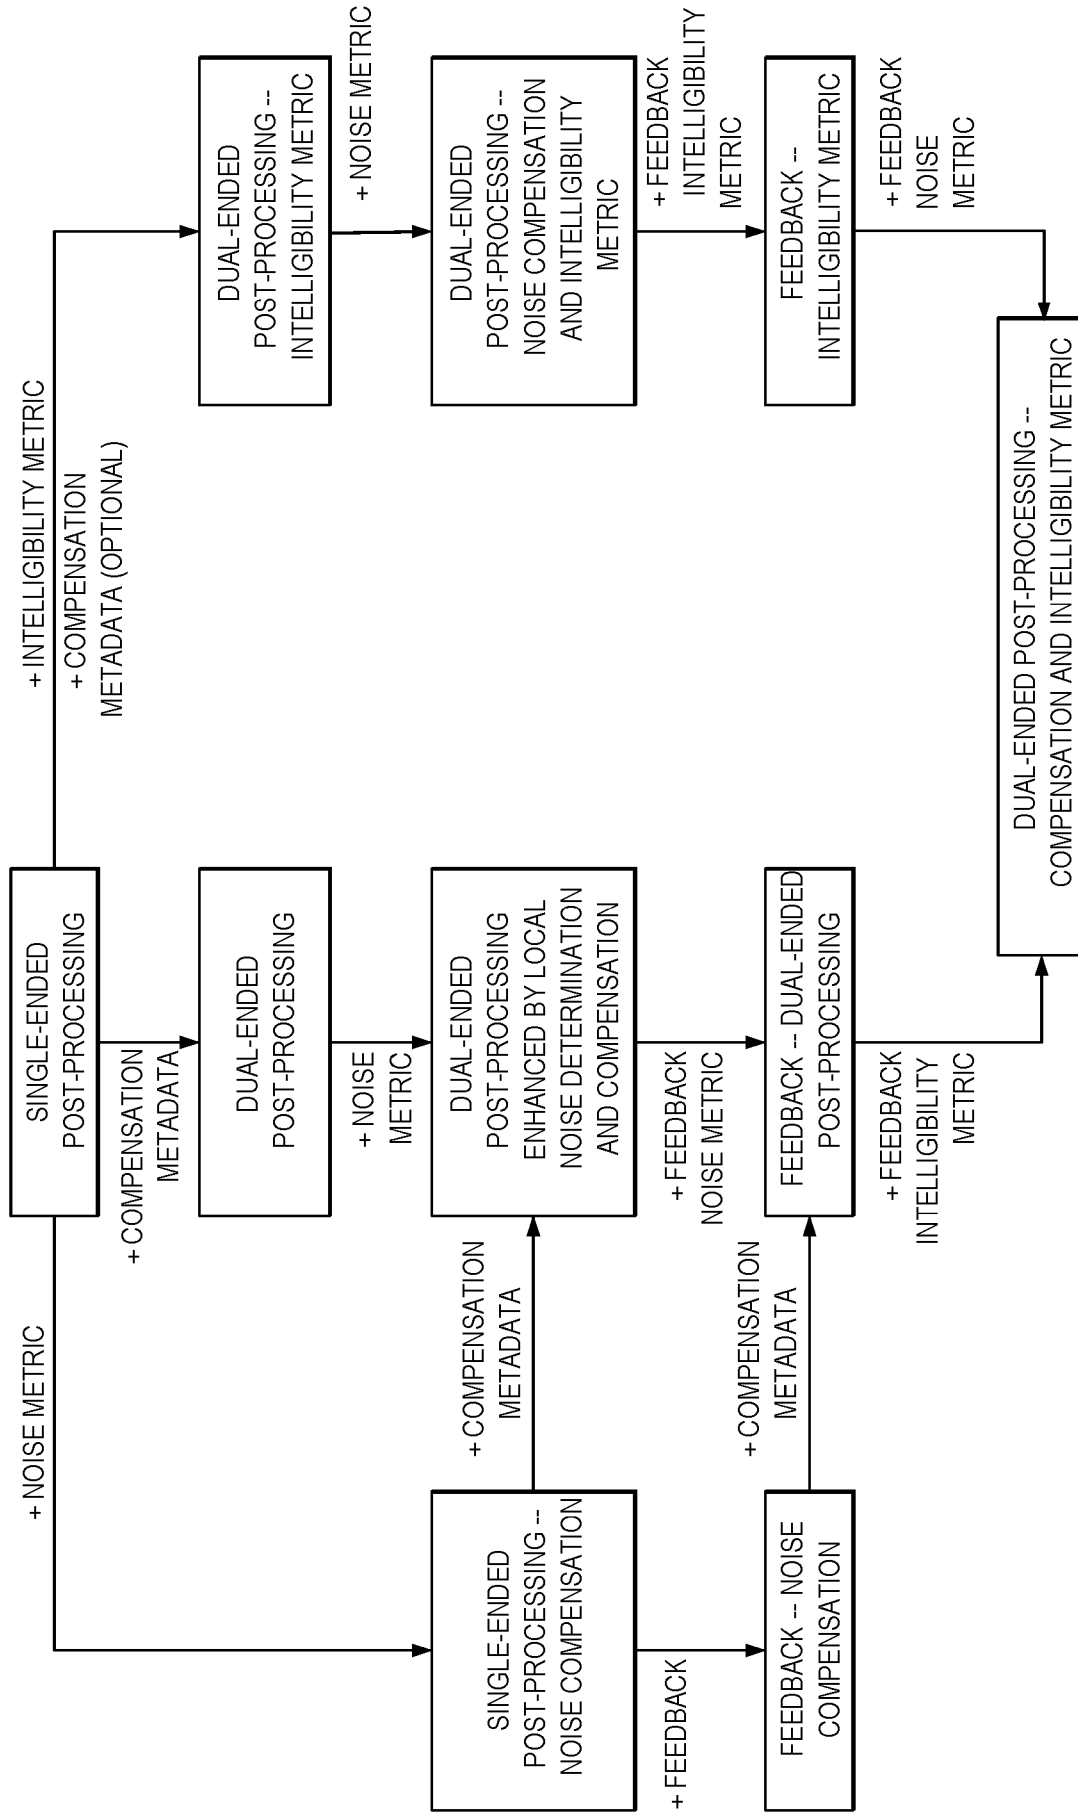 + NOISE METRIC
SINGLE-ENDED
POST-PROCESSING
+ INTELLIGIBILITY METRIC
+ COMPENSATION
METADATA (OPTIONAL)
+ COMPENSATION
METADATA
DUAL-ENDED
POST-PROCESSING
DUAL-ENDED
POST-PROCESSING --
INTELLIGIBILITY METRIC
+ NOISE
METRIC
+ NOISE METRIC
SINGLE-ENDED
POST-PROCESSING --
NOISE COMPENSATION
+ COMPENSATION
METADATA
DUAL-ENDED
POST-PROCESSING
ENHANCED BY LOCAL
NOISE DETERMINATION
AND COMPENSATION
DUAL-ENDED
POST-PROCESSING --
NOISE COMPENSATION
AND INTELLIGIBILITY
METRIC
+ FEEDBACK
+ FEEDBACK
NOISE METRIC
+ FEEDBACK
INTELLIGIBILITY
METRIC
FEEDBACK -- NOISE
COMPENSATION
+ COMPENSATION
METADATA
FEEDBACK -- DUAL-ENDED
POST-PROCESSING
FEEDBACK --
INTELLIGIBILITY METRIC
+ FEEDBACK
INTELLIGIBILITY
METRIC
+ FEEDBACK
NOISE
METRIC
DUAL-ENDED POST-PROCESSING --
COMPENSATION AND INTELLIGIBILITY METRIC